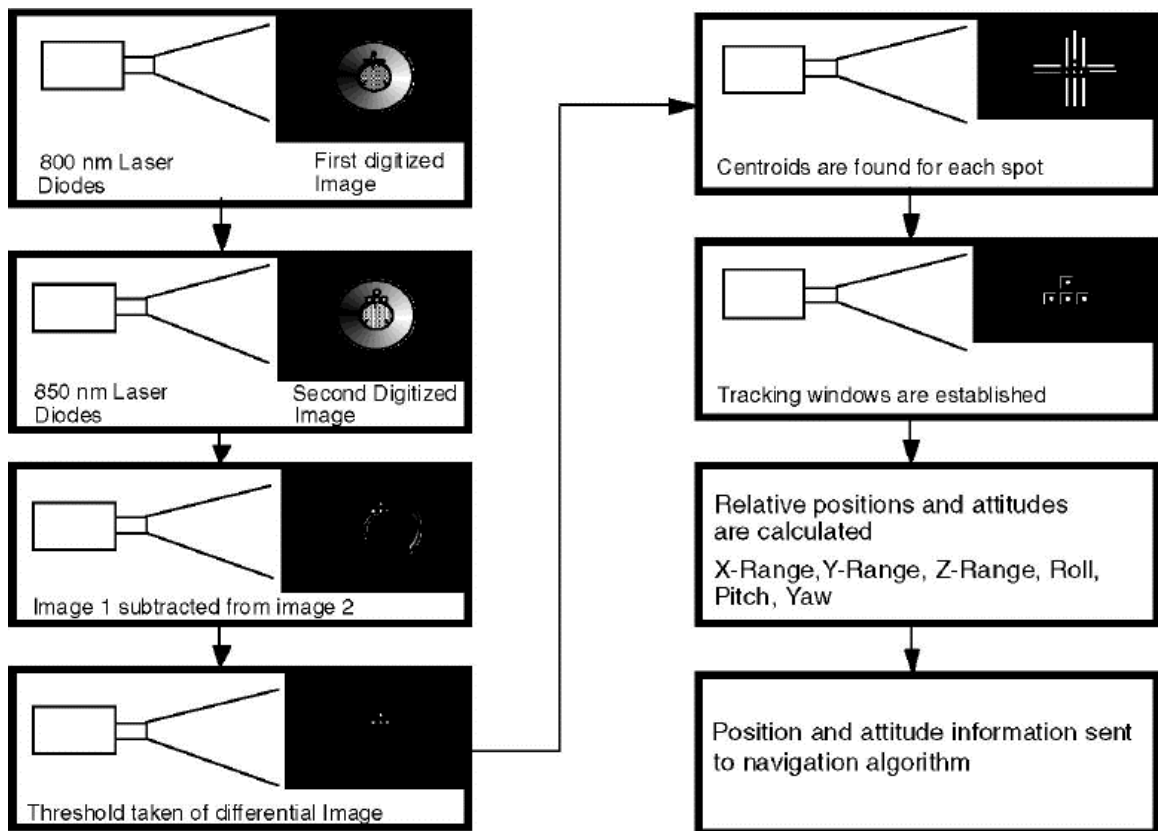 800 nm Laser
Diodes
First digitized
Image
850 nm Laser
Diodes
Second Digitized
Image
Image 1 subtracted from image 2
Threshold taken of differential Image
Centroids are found for each spot
Tracking windows are established
Relative positions and attitudes
are calculated
X-Range,Y-Range, Z-Range, Roll,
Pitch, Yaw
Position and attitude information sent
to navigation algorithm